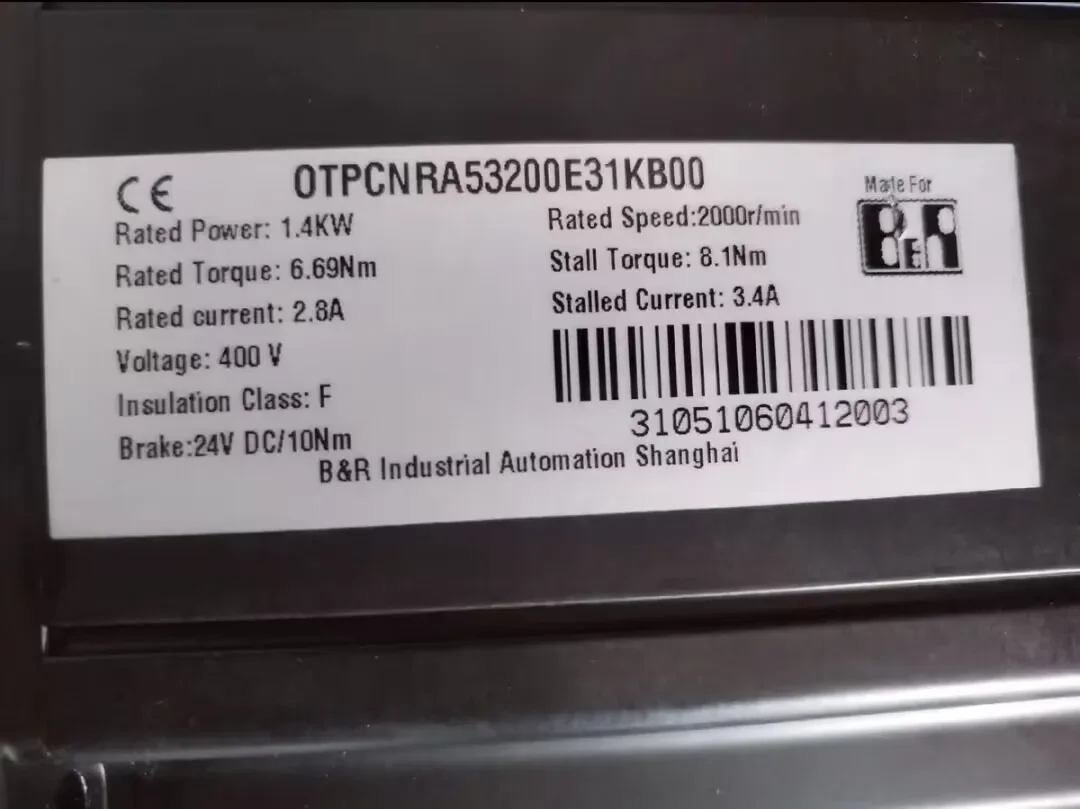 CE
OTPCNRA53200E31KB00
Made For
B&R
Rated Power: 1.4KW
Rated Speed:2000r/min
Rated Torque: 6.69Nm
Stall Torque: 8.1Nm
Rated current: 2.8A
Stalled Current: 3.4A
Voltage: 400 V
Insulation Class: F
31051060412003
Brake:24V DC/10Nm
B&R Industrial Automation Shanghai